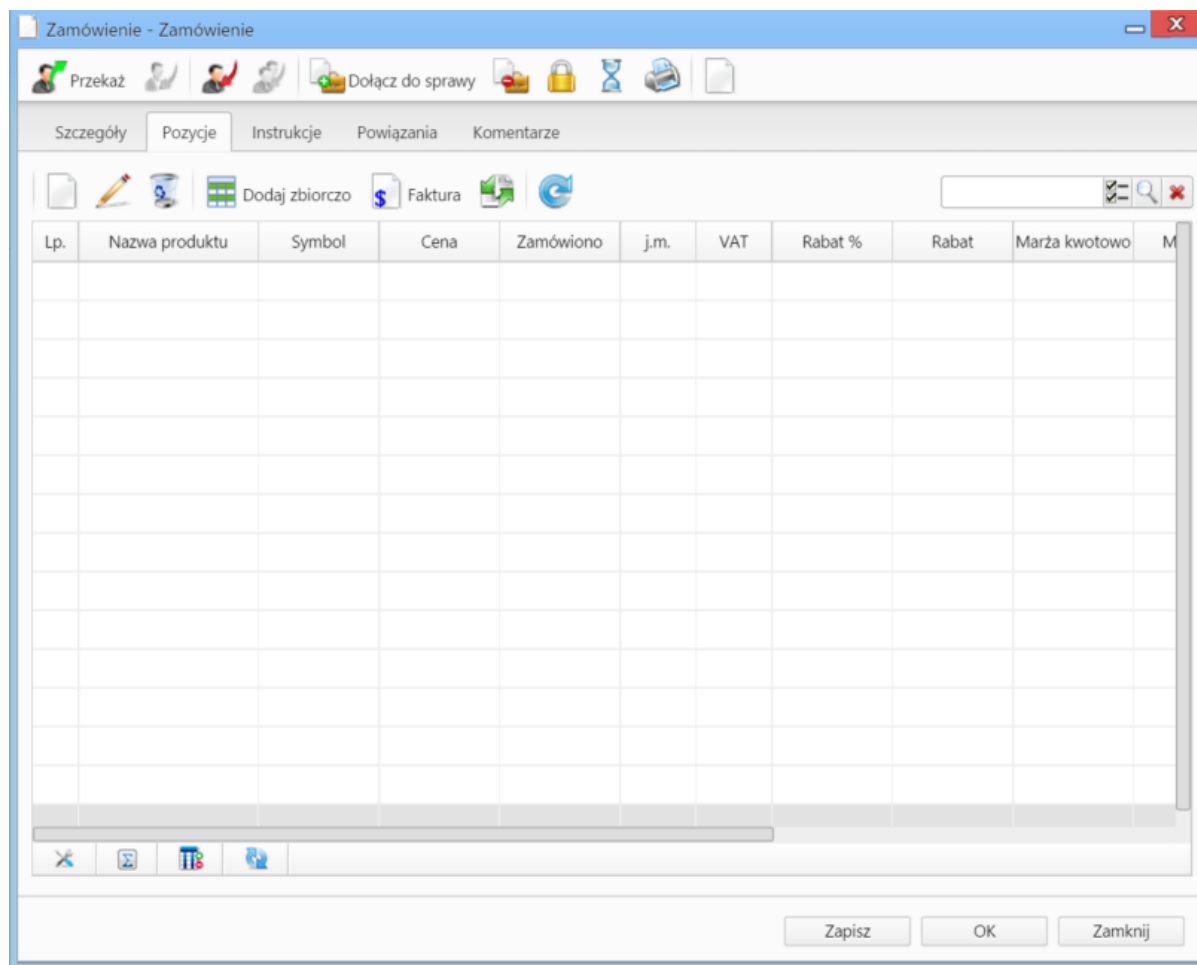 Zamówienie - Zamówienie
Przekaż Dołącz do sprawy
Szczegóły Pozycje Instrukcje Powiązania Komentarze
Dodaj zbiorczo Faktura
Lp. Nazwa produktu Symbol Cena Zamówiono j.m. VAT Rabat % Rabat Marża kwotowo M
Zapisz OK Zamknij